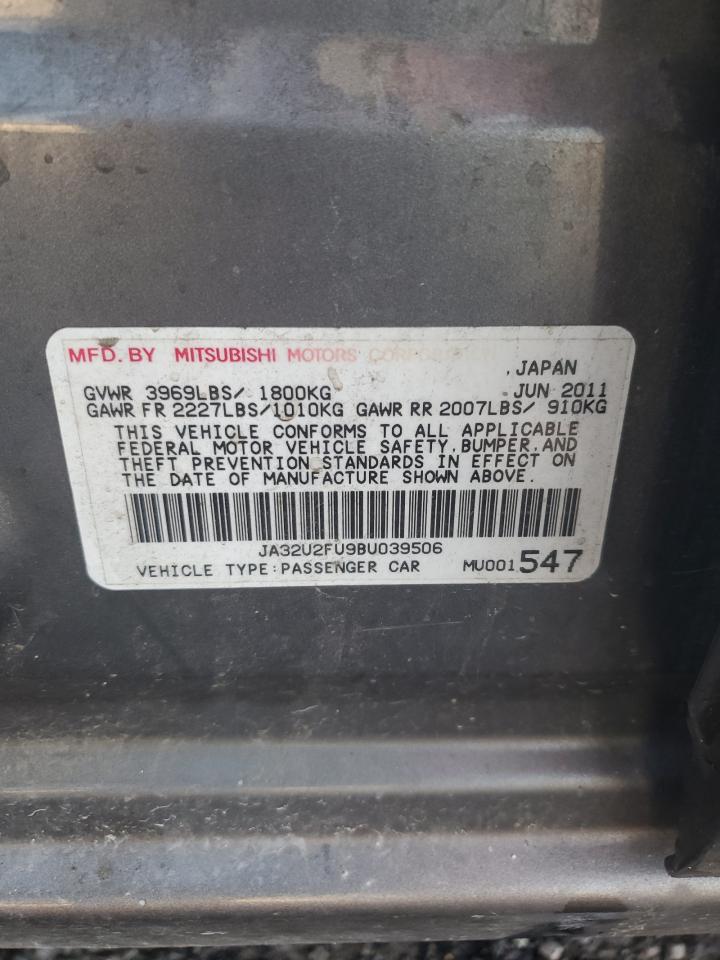 MFD. BY MITSUBISHI MOTORS CORPORATION
, JAPAN
GVWR 3969LBS/ 1800KG JUN 2011
GAWR FR 2227LBS/1010KG GAWR RR 2007LBS/ 910KG
THIS VEHICLE CONFORMS TO ALL APPLICABLE
FEDERAL MOTOR VEHICLE SAFETY, BUMPER, AND
THEFT PREVENTION STANDARDS IN EFFECT ON
THE DATE OF MANUFACTURE SHOWN ABOVE.
JA32U2FU9BU039506
VEHICLE TYPE:PASSENGER CAR MU001547